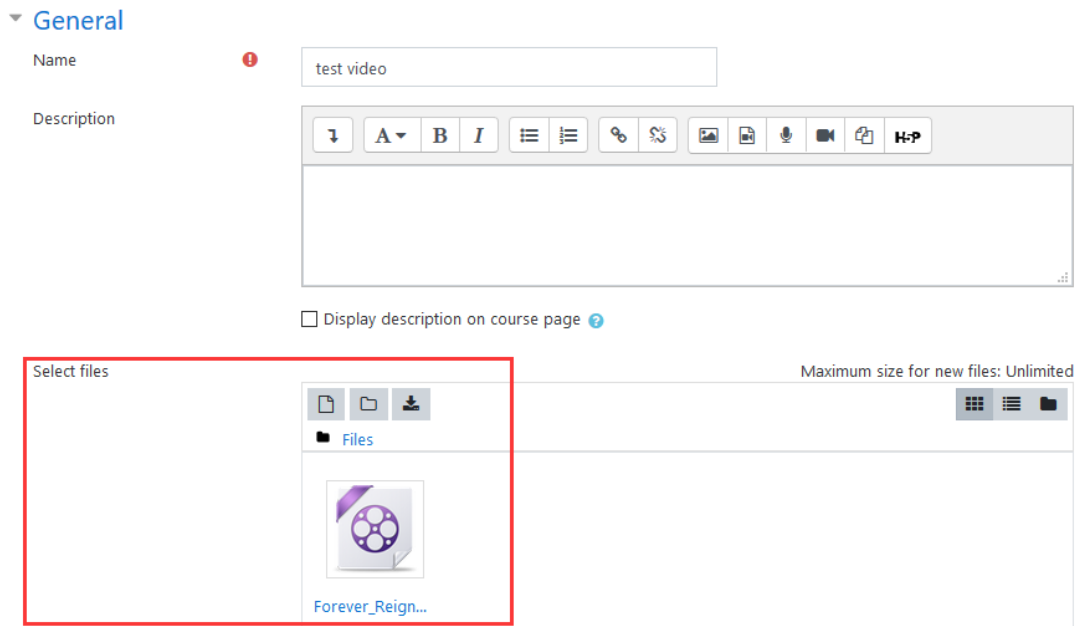 General
Name
test video
Description
A B I H-P
Display description on course page
Select files
Maximum size for new files: Unlimited
Files
Forever_Reign...